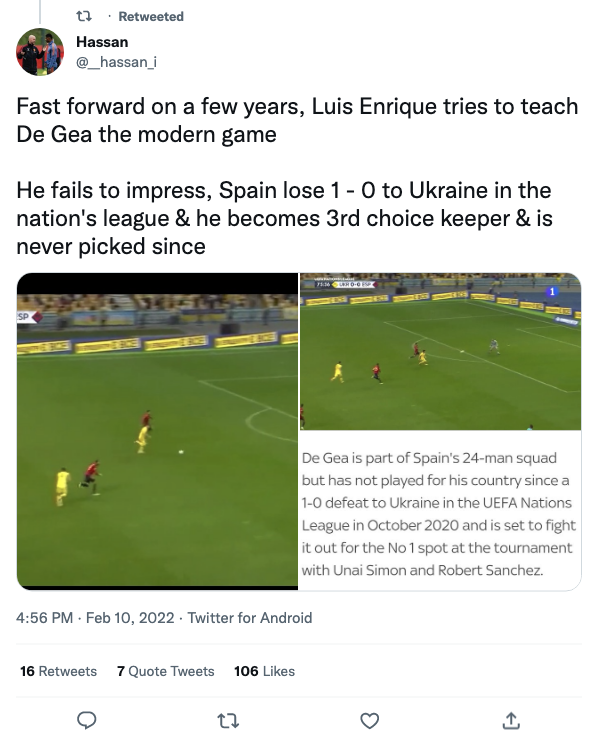 · Retweeted
Hassan
@__hassan_i
Fast forward on a few years, Luis Enrique tries to teach
De Gea the modern game
He fails to impress, Spain lose 1 - 0 to Ukraine in the
nation's league & he becomes 3rd choice keeper & is
never picked since
SP
UKR 0-0 ESP
1
De Gea is part of Spain's 24-man squad
but has not played for his country since a
1-0 defeat to Ukraine in the UEFA Nations
League in October 2020 and is set to fight
it out for the No 1 spot at the tournament
with Unai Simon and Robert Sanchez.
4:56 PM · Feb 10, 2022 · Twitter for Android
16 Retweets 7 Quote Tweets 106 Likes